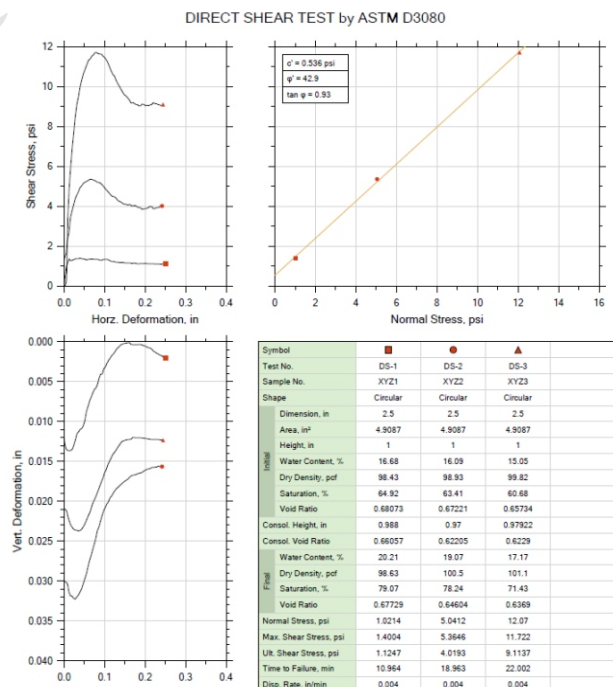 DIRECT SHEAR TEST by ASTM D3080
12
10
8
6
4
2
0
Shear Stress, psi
0.0 0.1 0.2 0.3 0.4
Horz. Deformation, in
c' = 0.536 psi
φ' = 42.9
tan φ = 0.93
0 2 4 6 8 10 12 14 16
Normal Stress, psi
0.000
0.005
0.010
0.015
0.020
0.025
0.030
0.035
0.040
Vert. Deformation, in
0.0 0.1 0.2 0.3 0.4
Symbol
Test No. DS-1 DS-2 DS-3
Sample No. XYZ1 XYZ2 XYZ3
Shape Circular Circular Circular
Initial
Dimension, in 2.5 2.5 2.5
Area, in² 4.9087 4.9087 4.9087
Height, in 1 1 1
Water Content, % 16.68 16.09 15.05
Dry Density, pcf 98.43 98.93 99.82
Saturation, % 64.92 63.41 60.68
Void Ratio 0.68073 0.67221 0.65734
Consol. Height, in 0.988 0.97 0.97922
Consol. Void Ratio 0.66057 0.62205 0.6229
Final
Water Content, % 20.21 19.07 17.17
Dry Density, pcf 98.63 100.5 101.1
Saturation, % 79.07 78.24 71.43
Void Ratio 0.67729 0.64604 0.6369
Normal Stress, psi 1.0214 5.0412 12.07
Max. Shear Stress, psi 1.4004 5.3646 11.722
Ult. Shear Stress, psi 1.1247 4.0193 9.1137
Time to Failure, min 10.964 18.963 22.002
Disp. Rate, in/min 0.004 0.004 0.004